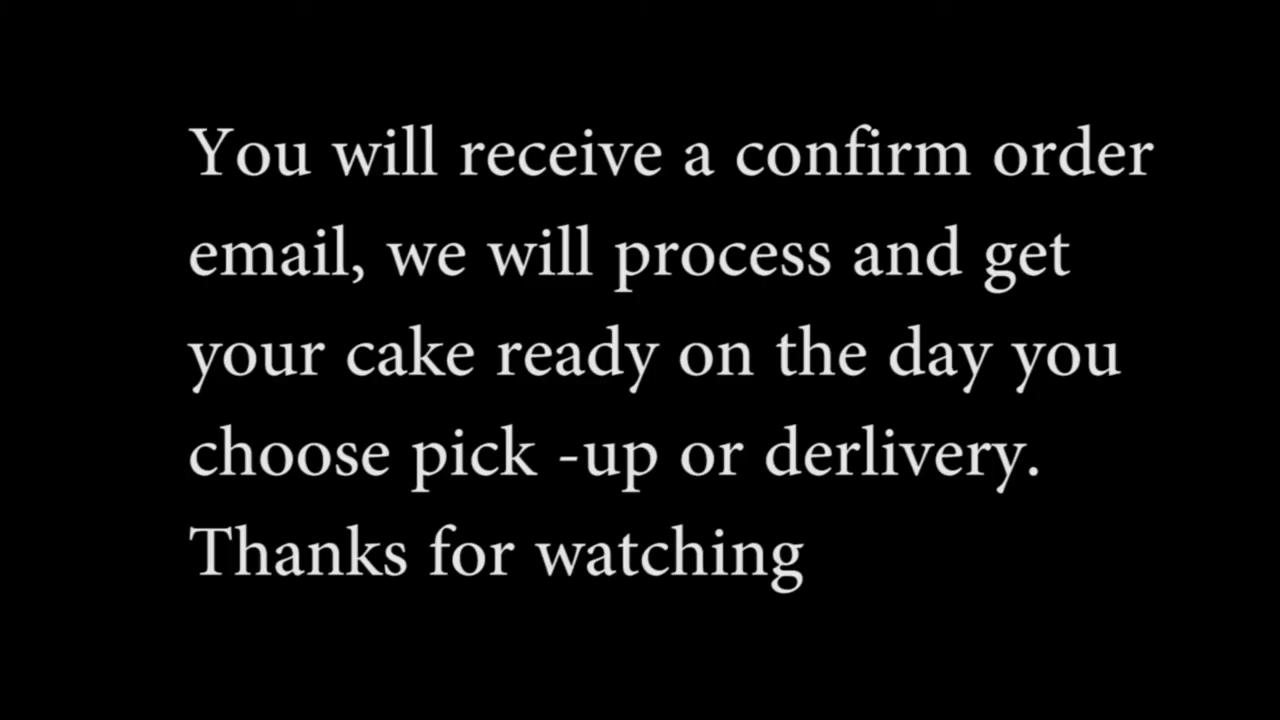 You will receive a confirm order
email, we will process and get
your cake ready on the day you
choose pick -up or derlivery.
Thanks for watching